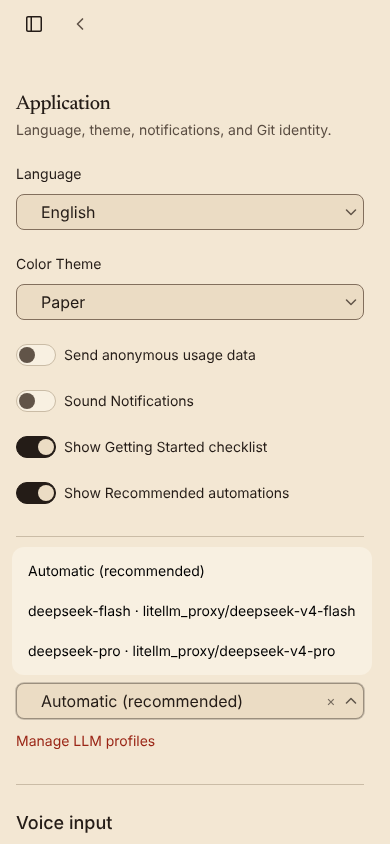 Application
Language, theme, notifications, and Git identity.
Language
English
Color Theme
Paper
Send anonymous usage data
Sound Notifications
Show Getting Started checklist
Show Recommended automations
Automatic (recommended)
deepseek-flash · litellm_proxy/deepseek-v4-flash
deepseek-pro · litellm_proxy/deepseek-v4-pro
Automatic (recommended)
Manage LLM profiles
Voice input